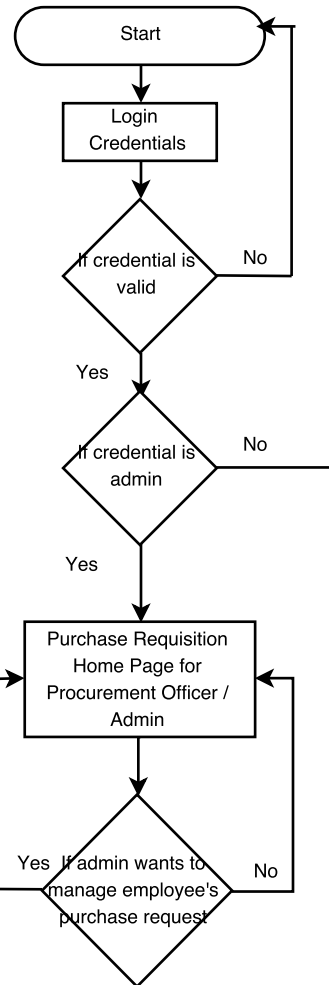 Start
Login
Credentials
If credential is
valid
No
Yes
If credential is
admin
No
Yes
Purchase Requisition
Home Page for
Procurement Officer /
Admin
Yes
If admin wants to
manage employee's
purchase request
No